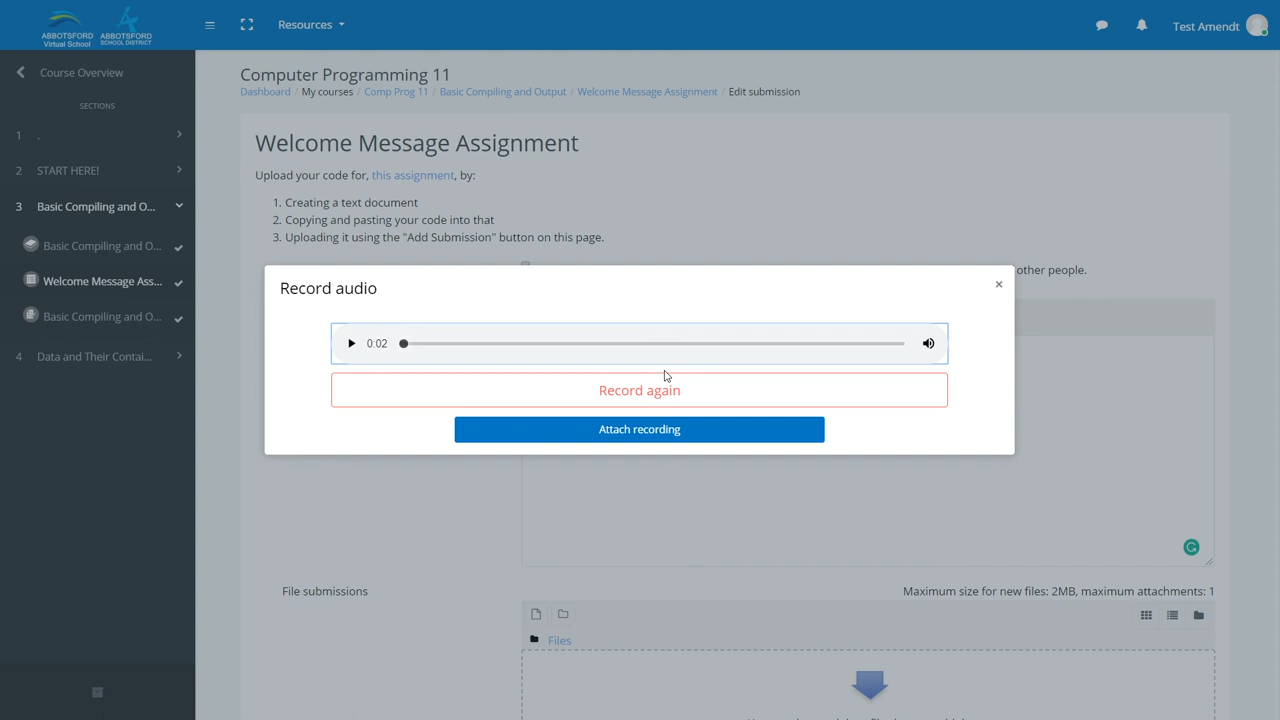 ABBOTSFORD
Virtual School
ABBOTSFORD
SCHOOL DISTRICT
Resources
Test Amendt
Course Overview
SECTIONS
1 .
2 START HERE!
3 Basic Compiling and O...
Basic Compiling and O...
Welcome Message Ass...
Basic Compiling and O...
4 Data and Their Contai...
Computer Programming 11
Dashboard / My courses / Comp Prog 11 / Basic Compiling and Output / Welcome Message Assignment / Edit submission
Welcome Message Assignment
Upload your code for, this assignment, by:
1. Creating a text document
2. Copying and pasting your code into that
3. Uploading it using the "Add Submission" button on this page.
other people.
Record audio
×
0:02
Record again
Attach recording
File submissions
Maximum size for new files: 2MB, maximum attachments: 1
Files